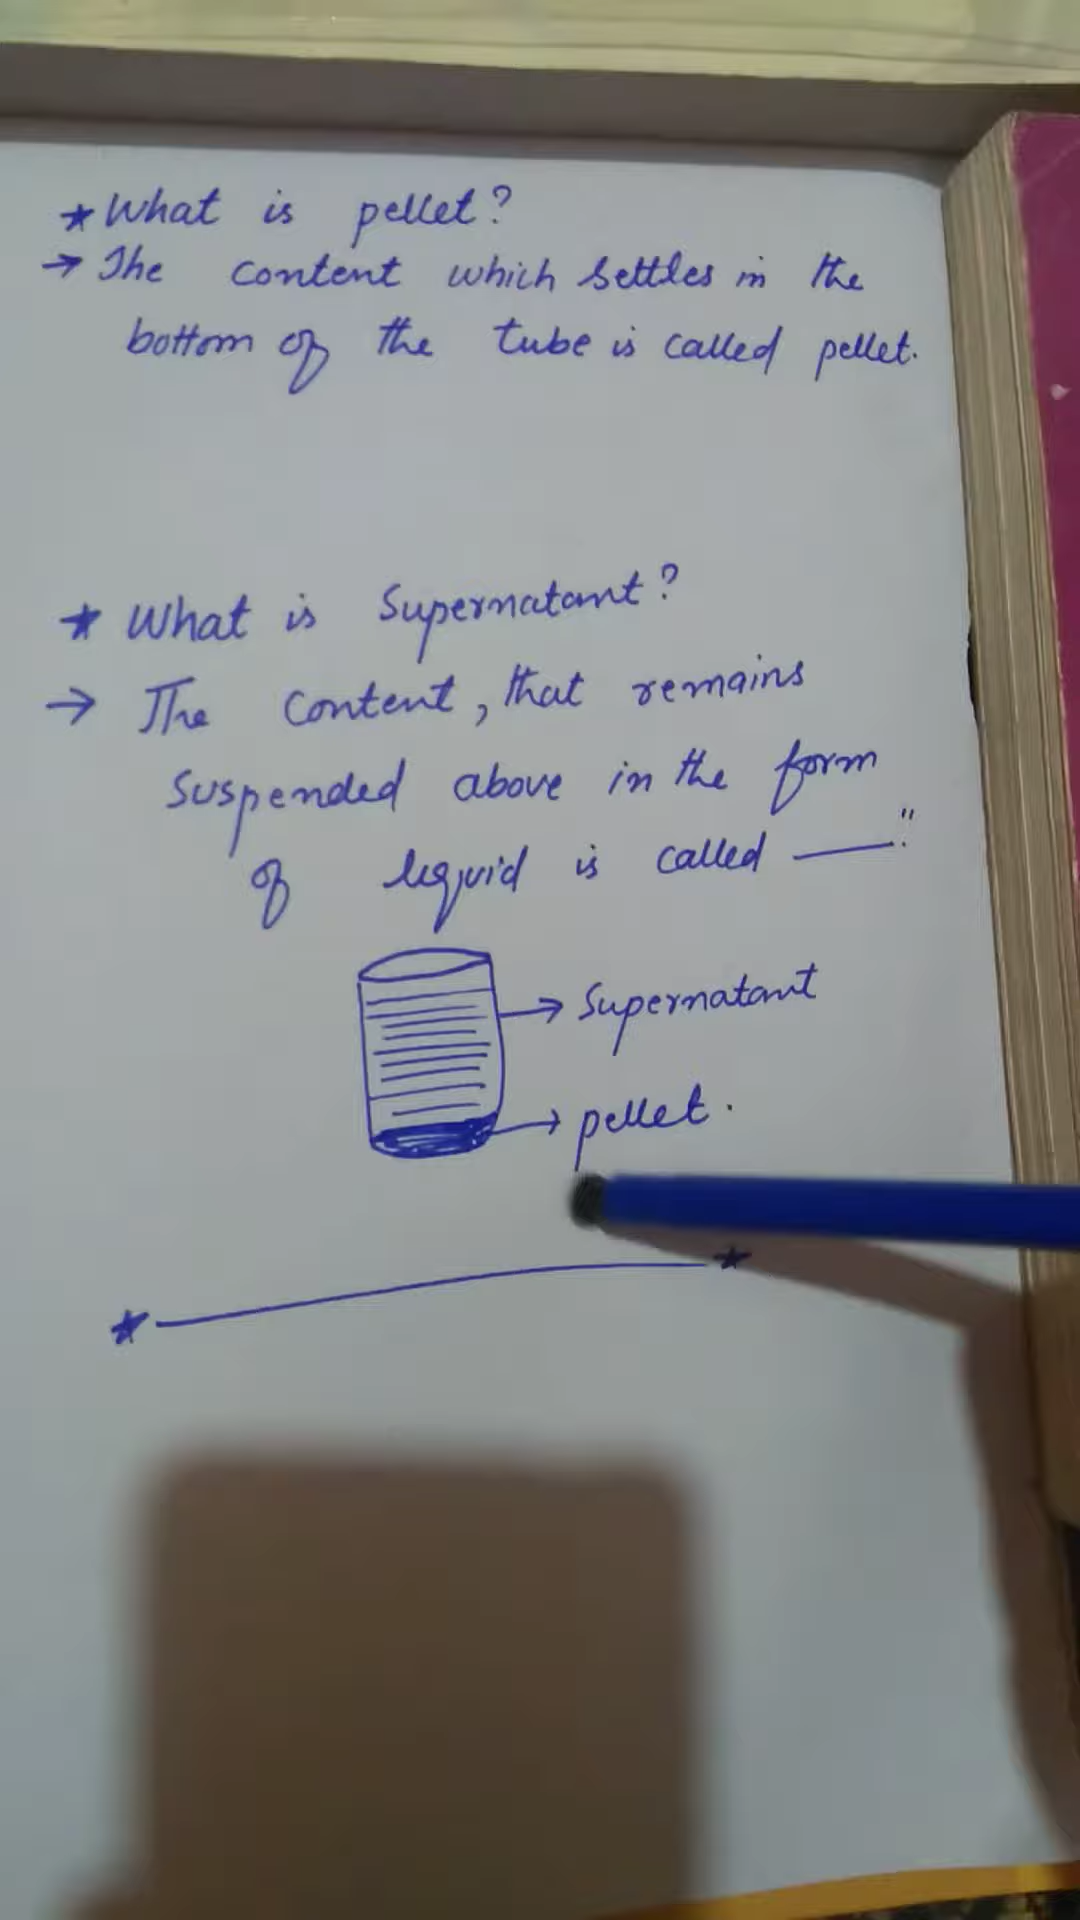 ★ What is pellet?
→ The content which settles in the
bottom of the tube is called pellet.
★ What is Supernatant?
→ The content, that remains
suspended above in the form
of liquid is called ——."
→ Supernatant
→ pellet.